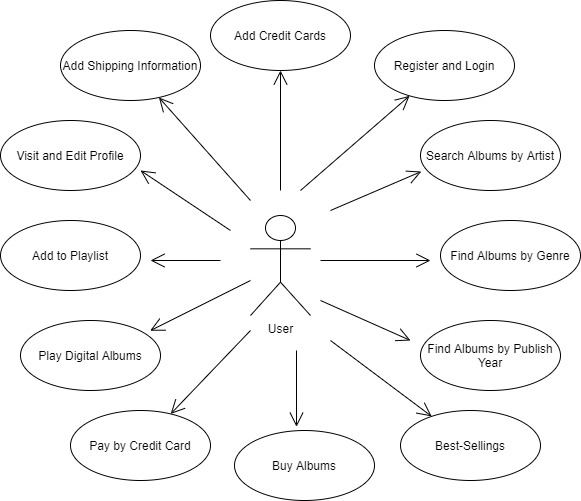 Add Credit Cards
Add Shipping Information
Register and Login
Visit and Edit Profile
Search Albums by Artist
Add to Playlist
Find Albums by Genre
User
Play Digital Albums
Find Albums by Publish
Year
Pay by Credit Card
Best-Sellings
Buy Albums